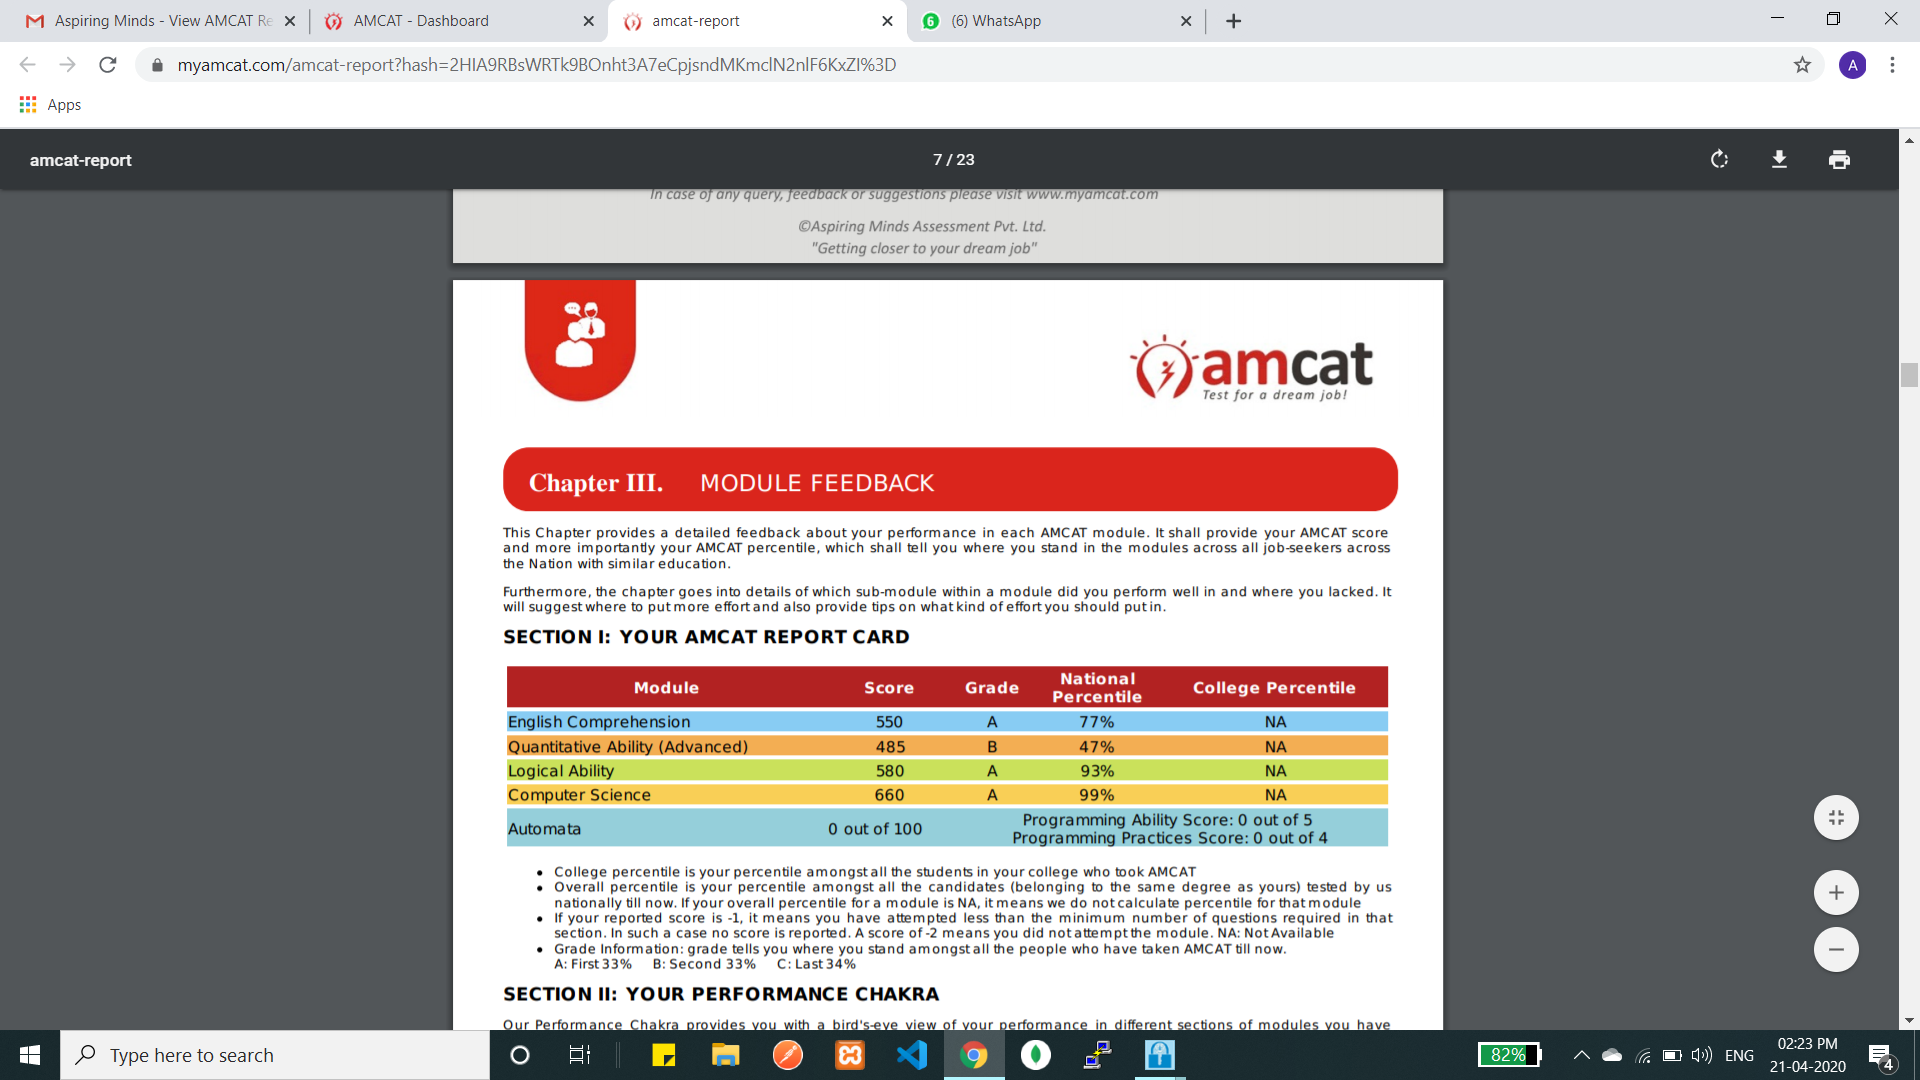 Aspiring Minds - View AMCAT Re
AMCAT - Dashboard
amcat-report
(6) WhatsApp
myamcat.com/amcat-report?hash=2HIA9RBsWRTk9BOnht3A7eCpjsndMKmclN2nlF6KxZI%3D
A
Apps
amcat-report
7 / 23
In case of any query, feedback or suggestions please visit www.myamcat.com
©Aspiring Minds Assessment Pvt. Ltd.
"Getting closer to your dream job"
amcat
Test for a dream job!
Chapter III. MODULE FEEDBACK
This Chapter provides a detailed feedback about your performance in each AMCAT module. It shall provide your AMCAT score
and more importantly your AMCAT percentile, which shall tell you where you stand in the modules across all job-seekers across
the Nation with similar education.
Furthermore, the chapter goes into details of which sub-module within a module did you perform well in and where you lacked. It
will suggest where to put more effort and also provide tips on what kind of effort you should put in.
SECTION I: YOUR AMCAT REPORT CARD
Module Score Grade National Percentile College Percentile
English Comprehension 550 A 77% NA
Quantitative Ability (Advanced) 485 B 47% NA
Logical Ability 580 A 93% NA
Computer Science 660 A 99% NA
Automata 0 out of 100 Programming Ability Score: 0 out of 5
Programming Practices Score: 0 out of 4
• College percentile is your percentile amongst all the students in your college who took AMCAT
• Overall percentile is your percentile amongst all the candidates (belonging to the same degree as yours) tested by us
nationally till now. If your overall percentile for a module is NA, it means we do not calculate percentile for that module
• If your reported score is -1, it means you have attempted less than the minimum number of questions required in that
section. In such a case no score is reported. A score of -2 means you did not attempt the module. NA: Not Available
• Grade Information: grade tells you where you stand amongst all the people who have taken AMCAT till now.
A: First 33% B: Second 33% C: Last 34%
SECTION II: YOUR PERFORMANCE CHAKRA
Our Performance Chakra provides you with a bird's-eye view of your performance in different sections of modules you have
Type here to search
82%
ENG
02:23 PM
21-04-2020
4